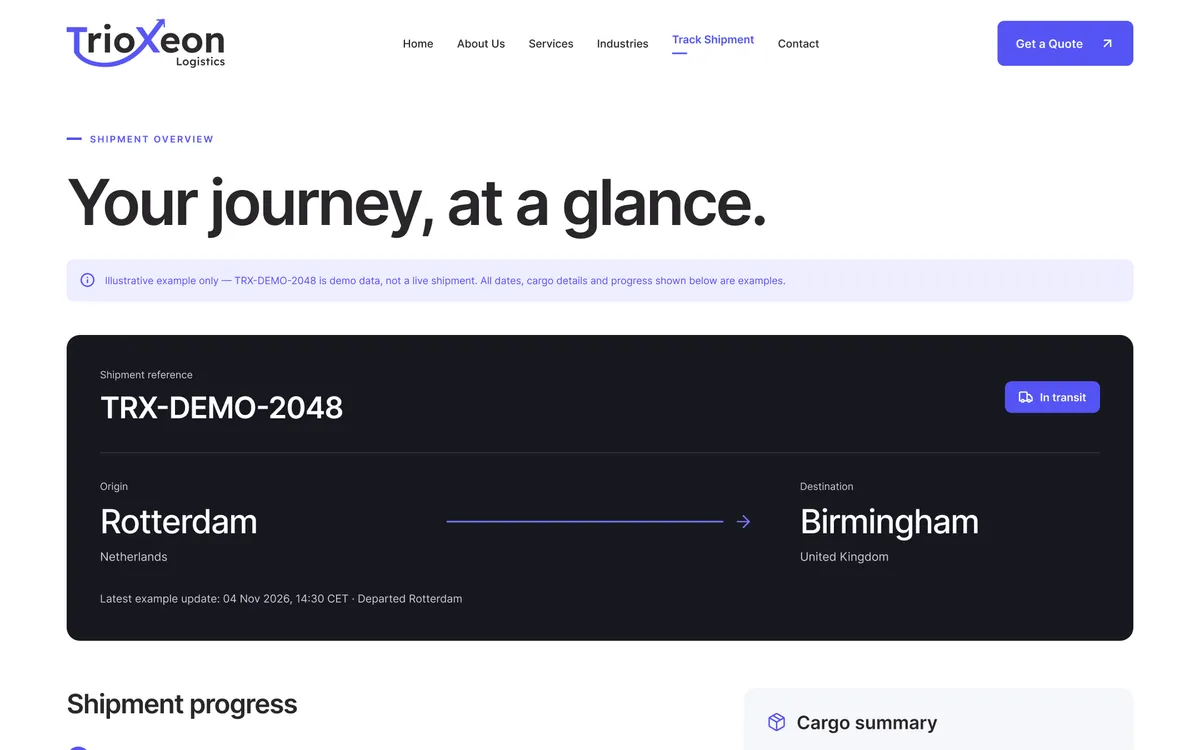 TrioXeon
Logistics
Home
About Us
Services
Industries
Track Shipment
Contact
Get a Quote
SHIPMENT OVERVIEW
Your journey, at a glance.
Illustrative example only — TRX-DEMO-2048 is demo data, not a live shipment. All dates, cargo details and progress shown below are examples.
Shipment reference
TRX-DEMO-2048
In transit
Origin
Rotterdam
Netherlands
Destination
Birmingham
United Kingdom
Latest example update: 04 Nov 2026, 14:30 CET · Departed Rotterdam
Shipment progress
Cargo summary